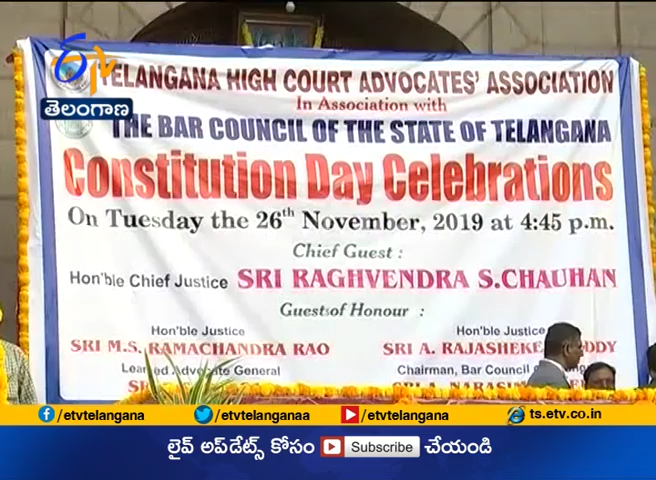 ETV
తెలంగాణ
TELANGANA HIGH COURT ADVOCATES' ASSOCIATION
In Association with
THE BAR COUNCIL OF THE STATE OF TELANGANA
Constitution Day Celebrations
On Tuesday the 26th November, 2019 at 4:45 p.m.
Chief Guest :
Hon'ble Chief Justice SRI RAGHVENDRA S.CHAUHAN
Guests of Honour :
Hon'ble Justice
SRI M.S. RAMACHANDRA RAO
Hon'ble Justice
SRI A.
Learned Advocate General
Chairman, Bar Council
/etvtelangana /etvtelanganaa /etvtelangana ts.etv.co.in
లైవ్ అప్‌డేట్స్ కోసం Subscribe చేయండి